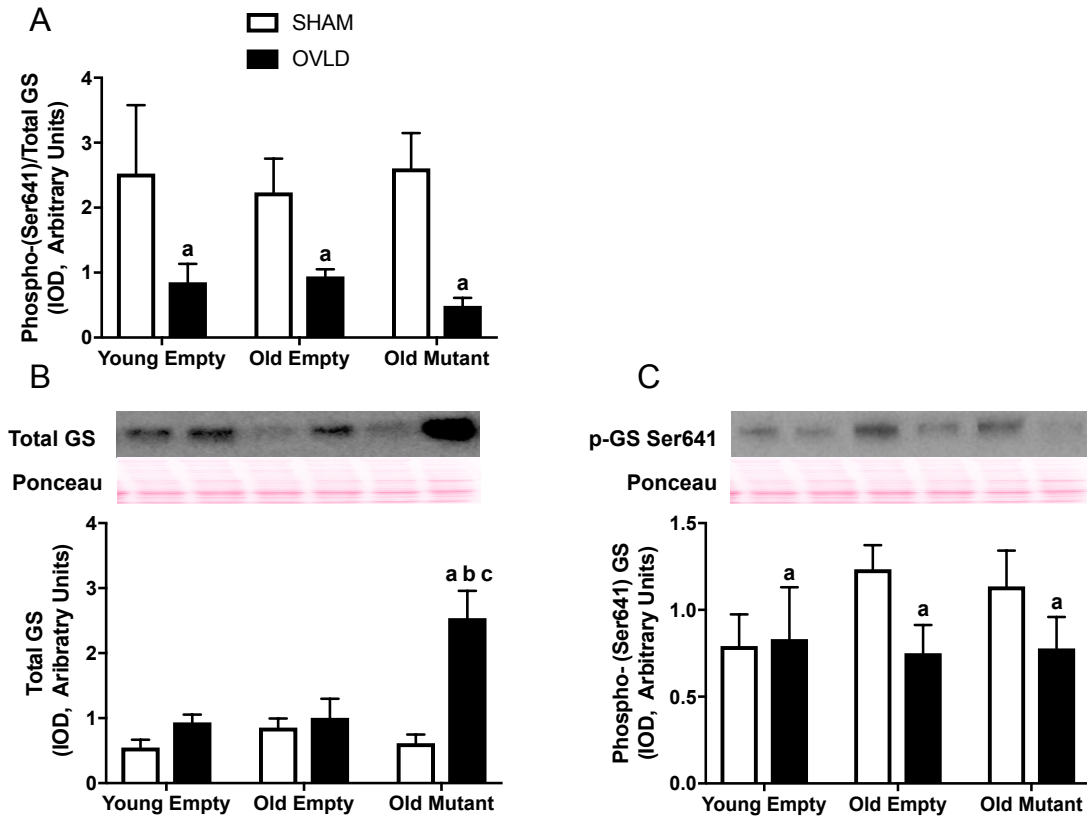 A
SHAM
OVLD
Phospho-(Ser641)/Total GS
(IOD, Arbitrary Units)
4
3
2
1
0
a
a
a
Young Empty Old Empty Old Mutant
B
Total GS
Ponceau
Total GS
(IOD, Aribratry Units)
4
3
2
1
0
a b c
Young Empty Old Empty Old Mutant
C
p-GS Ser641
Ponceau
Phospho- (Ser641) GS
(IOD, Arbitrary Units)
1.5
1.0
0.5
0.0
a
a
a
Young Empty Old Empty Old Mutant